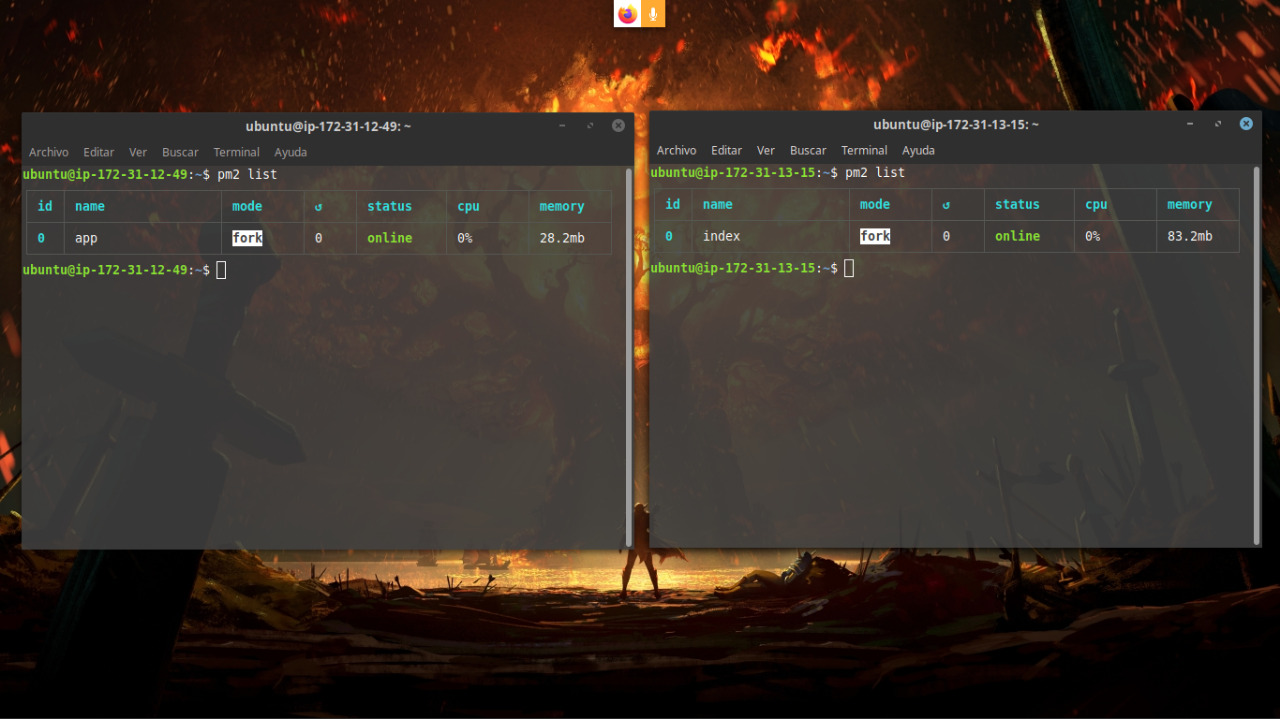 ubuntu@ip-172-31-12-49: ~
Archivo Editar Ver Buscar Terminal Ayuda
ubuntu@ip-172-31-12-49:~$ pm2 list
id name mode ↺ status cpu memory
0 app fork 0 online 0% 28.2mb
ubuntu@ip-172-31-12-49:~$
ubuntu@ip-172-31-13-15: ~
Archivo Editar Ver Buscar Terminal Ayuda
ubuntu@ip-172-31-13-15:~$ pm2 list
id name mode ↺ status cpu memory
0 index fork 0 online 0% 83.2mb
ubuntu@ip-172-31-13-15:~$